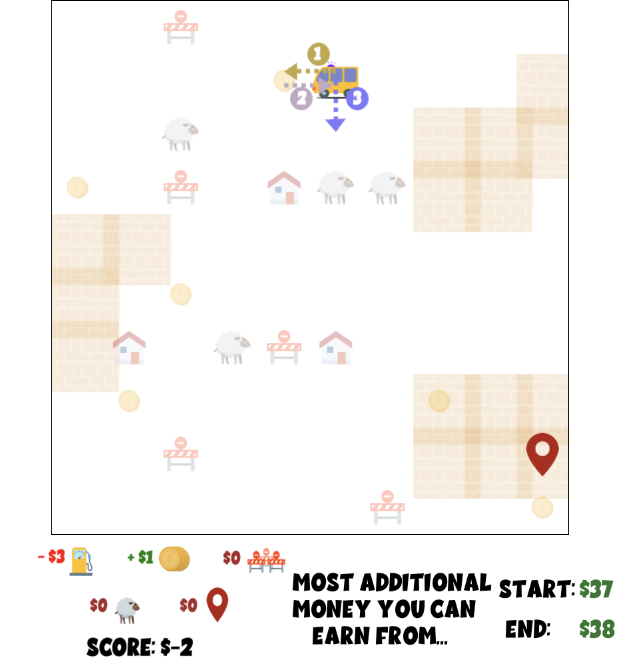 1
2
3
- $3
+ $1
$0
$0
$0
SCORE: $-2
MOST ADDITIONAL
MONEY YOU CAN
EARN FROM...
START: $37
END: $38